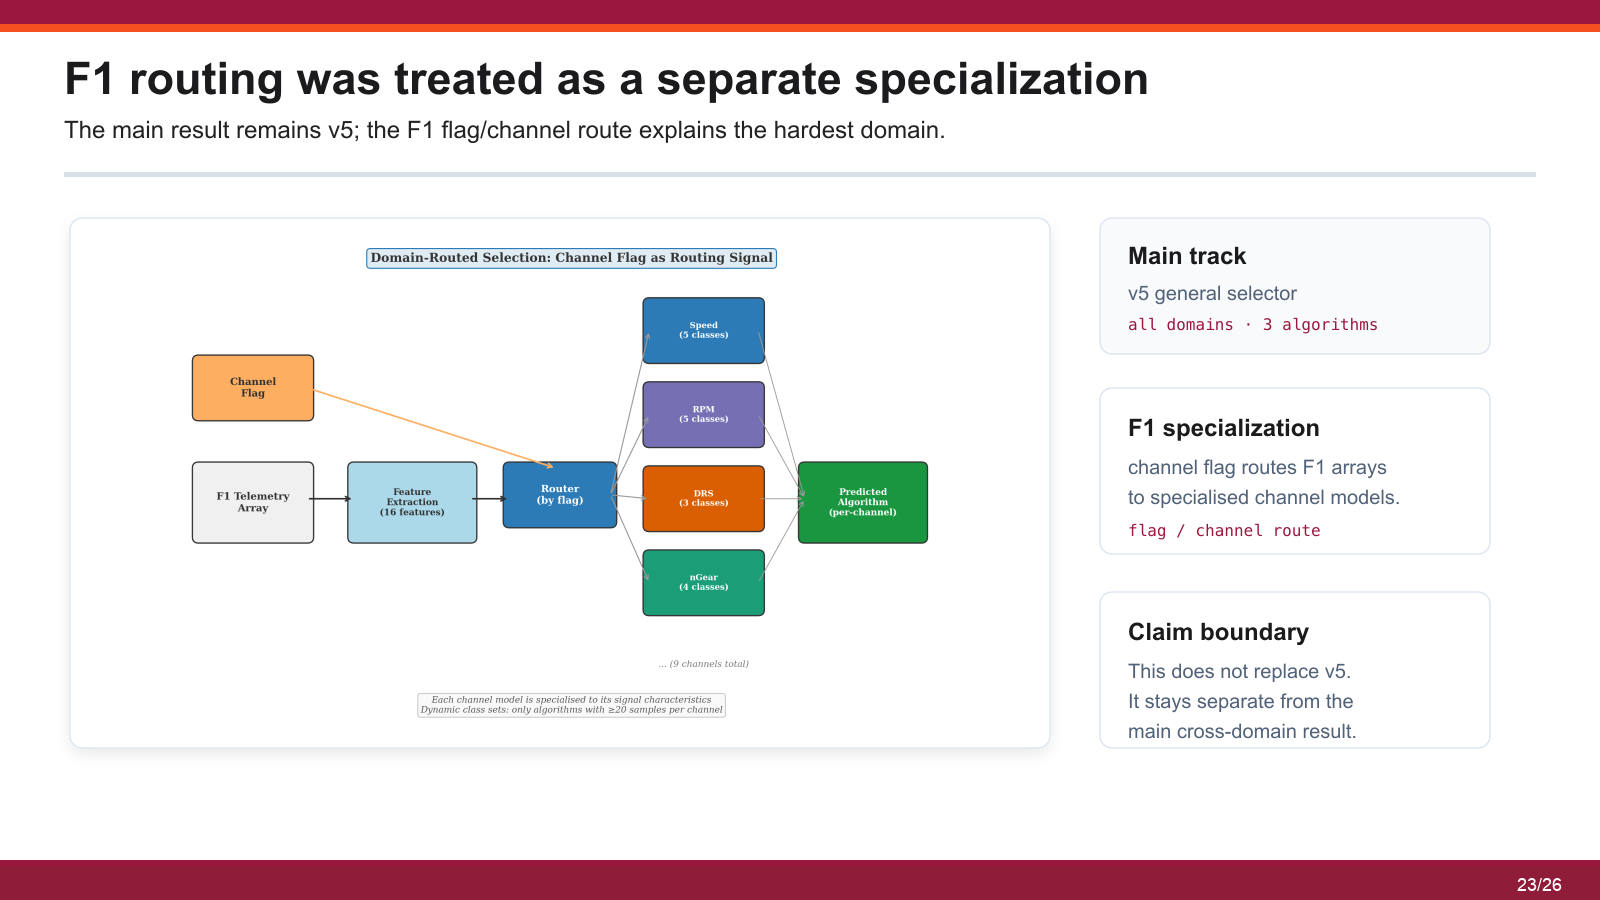 F1 routing was treated as a separate specialization
The main result remains v5; the F1 flag/channel route explains the hardest domain.
Domain-Routed Selection: Channel Flag as Routing Signal
Channel
Flag
F1 Telemetry
Array
Feature
Extraction
(16 features)
Router
(by flag)
Speed
(5 classes)
RPM
(5 classes)
DRS
(3 classes)
nGear
(4 classes)
Predicted
Algorithm
(per-channel)
... (9 channels total)
Each channel model is specialised to its signal characteristics
Dynamic class sets: only algorithms with ≥20 samples per channel
Main track
v5 general selector
all domains · 3 algorithms
F1 specialization
channel flag routes F1 arrays
to specialised channel models.
flag / channel route
Claim boundary
This does not replace v5.
It stays separate from the
main cross-domain result.
23/26